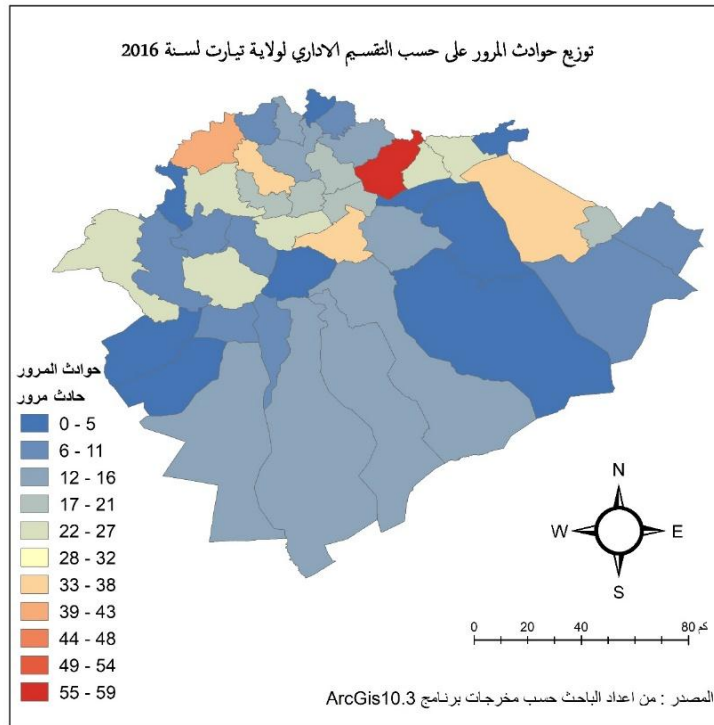 توزيع حوادث المرور على حسب التقسيم الاداري لولاية تيارت لسنة 2016
حوادث المرور
حادث مرور
0 - 5
6 - 11
12 - 16
17 - 21
22 - 27
28 - 32
33 - 38
39 - 43
44 - 48
49 - 54
55 - 59
N
W
E
S
0 20 40 80 كم
المصدر : من اعداد الباحث حسب مخرجات برنامج ArcGis10.3